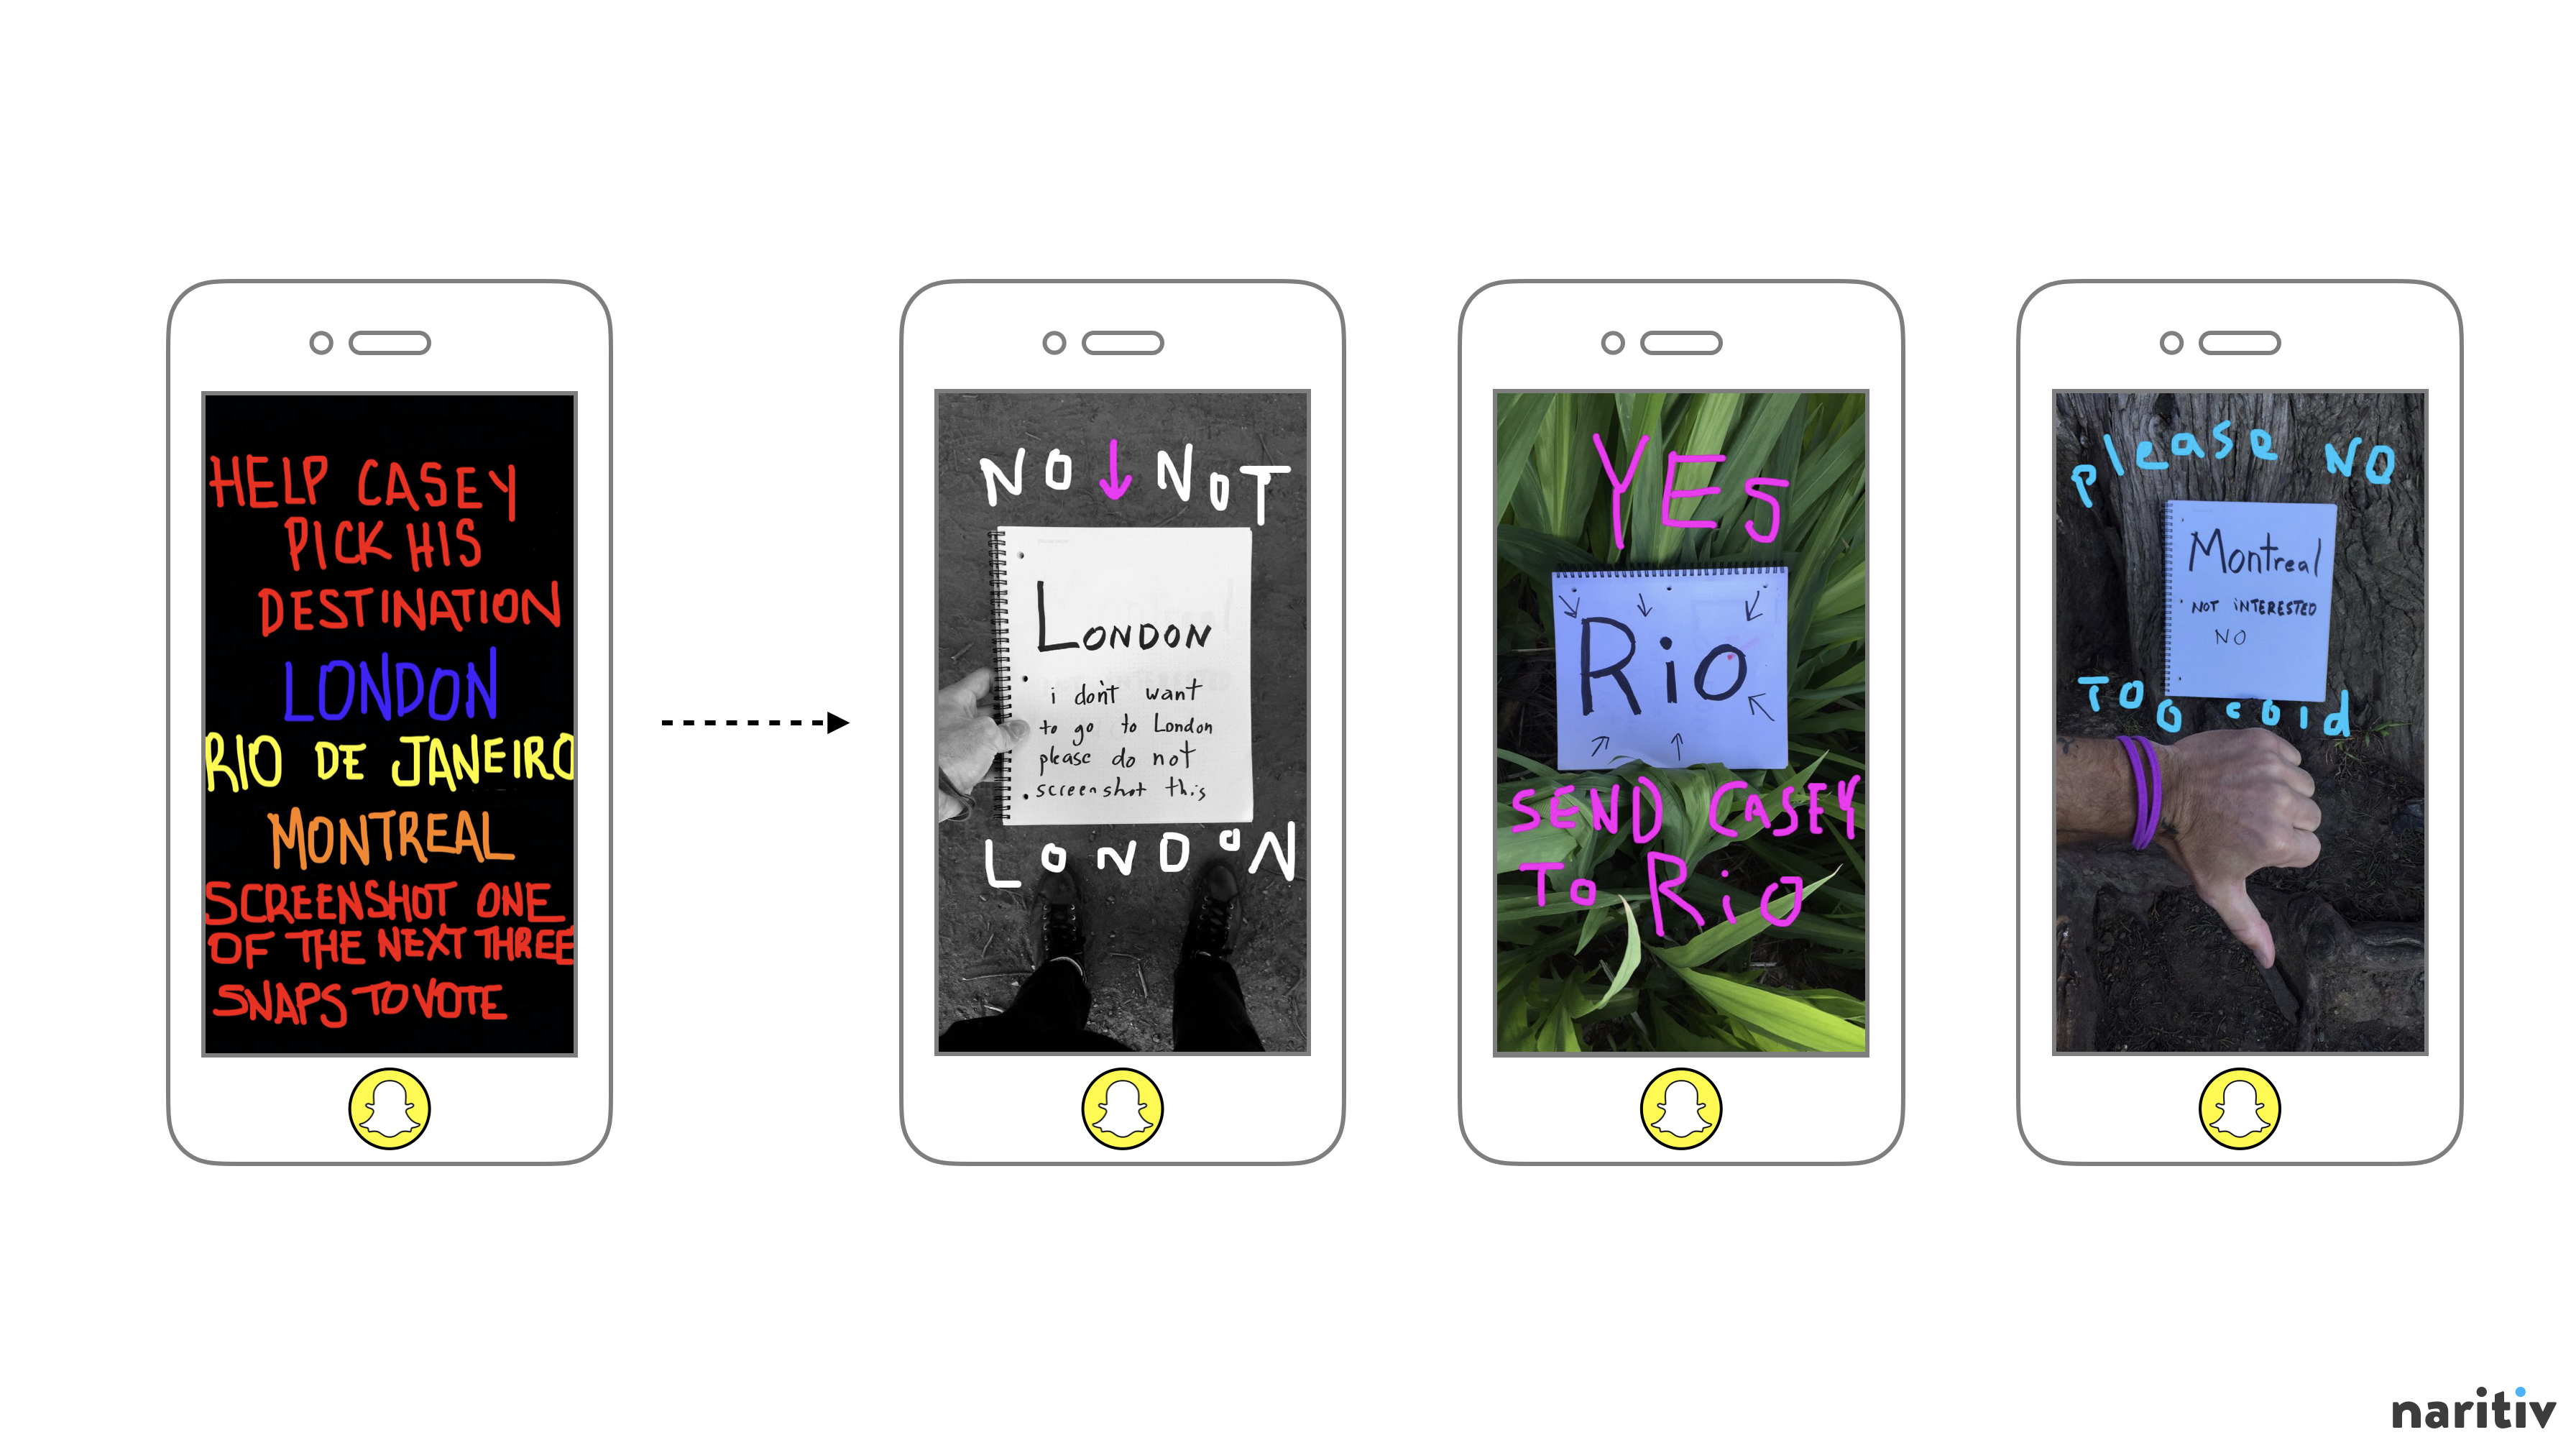 HELP CASEY
PICK HIS
DESTINATION
LONDON
RIO DE JANEIRO
MONTREAL
SCREENSHOT ONE
OF THE NEXT THREE
SNAPS TO VOTE
NO ↓ NOT
LONDON
i don't want
to go to London
please do not
screenshot this
LONDON
YES
Rio
SEND CASEY
TO Rio
please NO
Montreal
NOT iNTERESTED
NO
TOO cold
naritiv